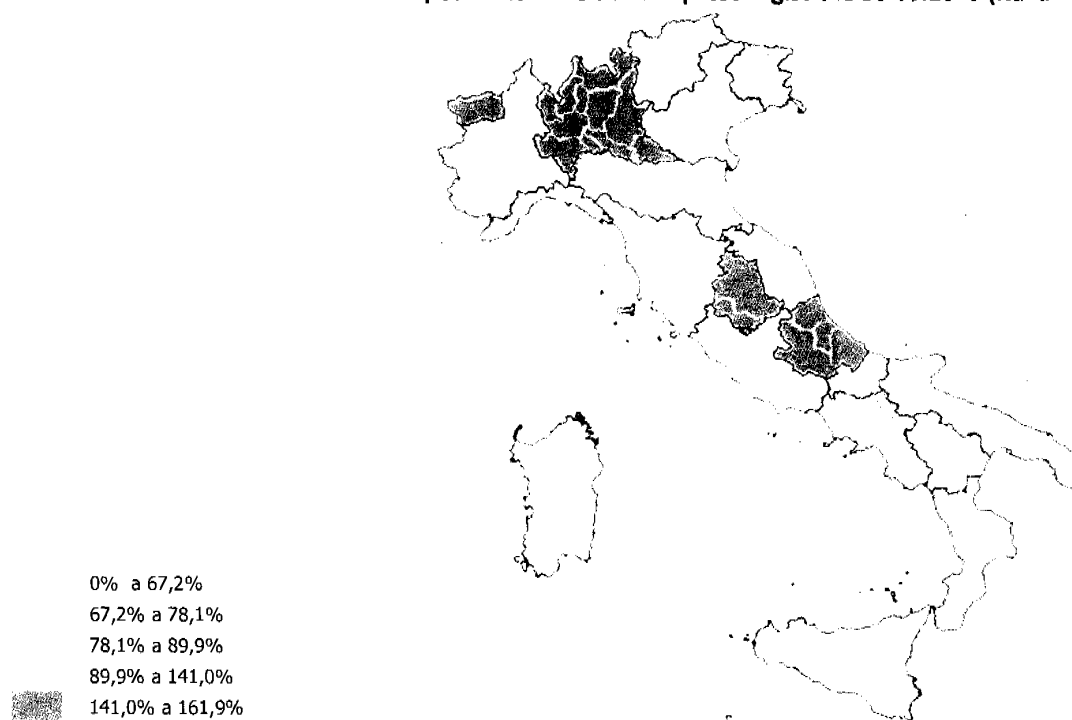 0% a 67,2%
67,2% a 78,1%
78,1% a 89,9%
89,9% a 141,0%
141,0% a 161,9%